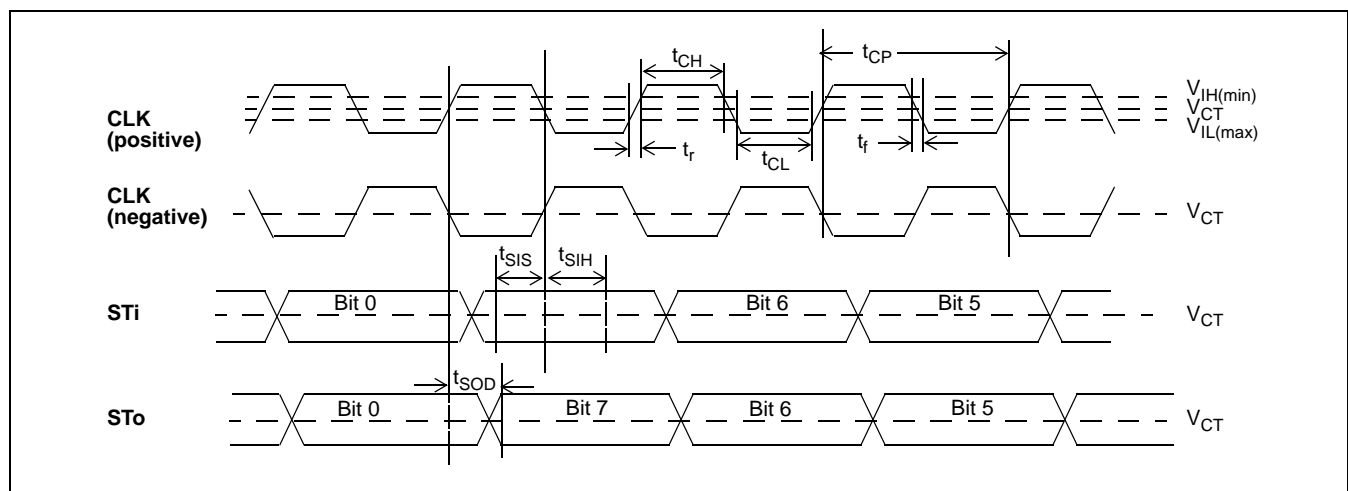 tCH
tCP
CLK
(positive)
VIH(min)
VCT
VIL(max)
tr
tCL
tf
CLK
(negative)
VCT
tSIS
tSIH
STi
Bit 0
Bit 6
Bit 5
VCT
tSOD
STo
Bit 0
Bit 7
Bit 6
Bit 5
VCT